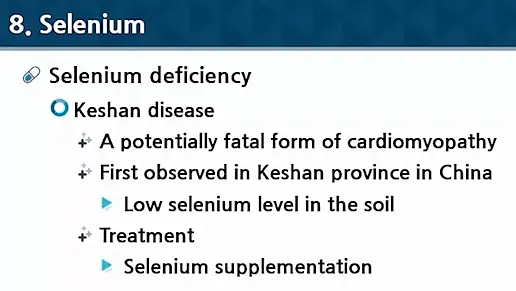 8. Selenium
Selenium deficiency
Keshan disease
A potentially fatal form of cardiomyopathy
First observed in Keshan province in China
Low selenium level in the soil
Treatment
Selenium supplementation